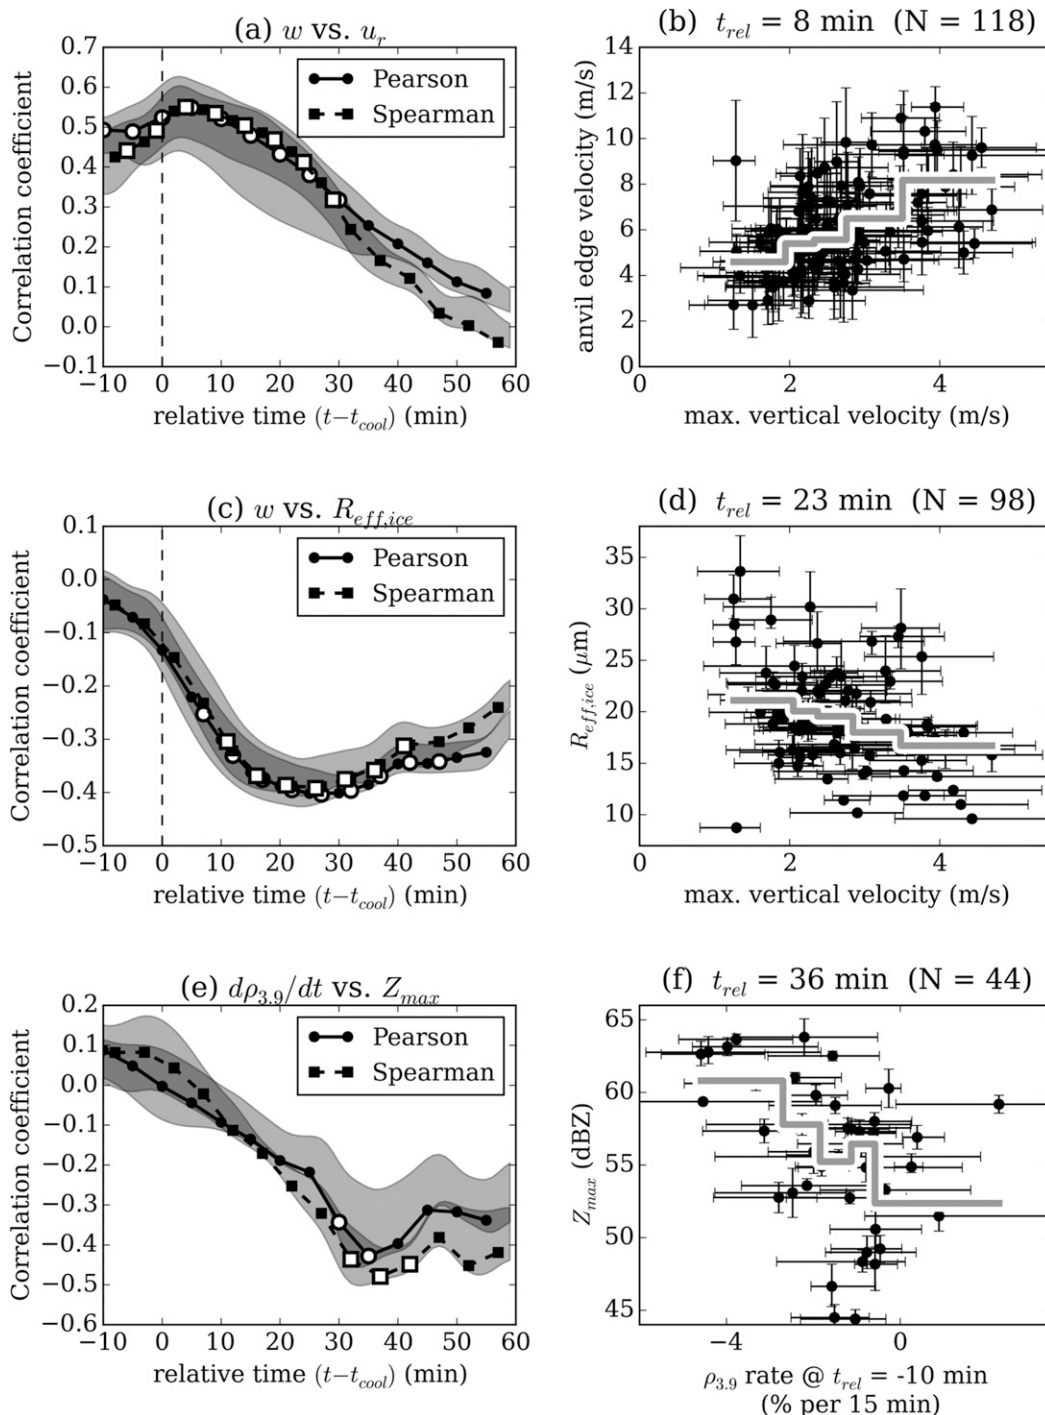 (a) w vs. u_r
Pearson
Spearman
Correlation coefficient
0.7
0.6
0.5
0.4
0.3
0.2
0.1
0.0
−0.1
−10 0 10 20 30 40 50 60
relative time (t−t_cool) (min)
(b) t_rel = 8 min (N = 118)
anvil edge velocity (m/s)
14
12
10
8
6
4
2
0
0 2 4
max. vertical velocity (m/s)
(c) w vs. R_eff,ice
Pearson
Spearman
Correlation coefficient
0.1
0.0
−0.1
−0.2
−0.3
−0.4
−0.5
−10 0 10 20 30 40 50 60
relative time (t−t_cool) (min)
(d) t_rel = 23 min (N = 98)
R_eff,ice (μm)
35
30
25
20
15
10
0 2 4
max. vertical velocity (m/s)
(e) dρ_3.9/dt vs. Z_max
Pearson
Spearman
Correlation coefficient
0.2
0.1
0.0
−0.1
−0.2
−0.3
−0.4
−0.5
−0.6
−10 0 10 20 30 40 50 60
relative time (t−t_cool) (min)
(f) t_rel = 36 min (N = 44)
Z_max (dBZ)
65
60
55
50
45
−4 0
ρ_3.9 rate @ t_rel = -10 min
(% per 15 min)